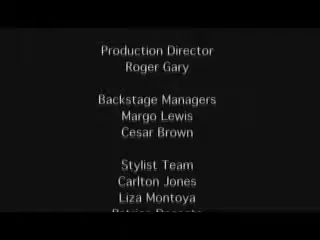 Production Director
Roger Gary
Backstage Managers
Margo Lewis
Cesar Brown
Stylist Team
Carlton Jones
Liza Montoya